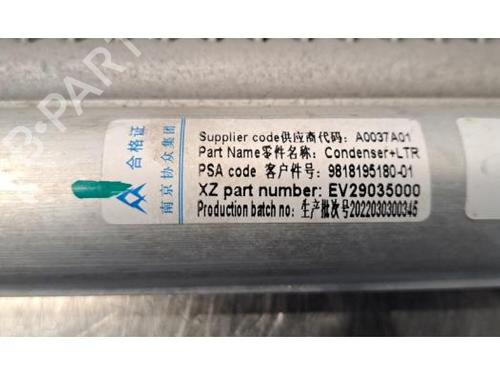 Supplier code供应商代码: A0037A01
Part Name零件名称: Condenser+LTR
PSA code 客户件号: 9818195180-01
XZ part number: EV29035000
Production batch no: 生产批次号2022030300345
合格证
南京协众集团
B-PARTS